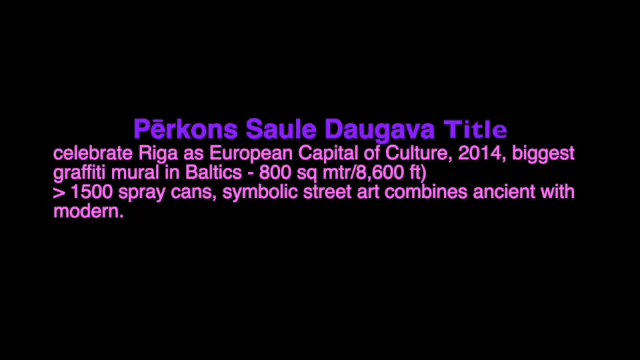 Pērkons Saule Daugava Title
celebrate Riga as European Capital of Culture, 2014, biggest
graffiti mural in Baltics - 800 sq mtr/8,600 ft)
> 1500 spray cans, symbolic street art combines ancient with
modern.